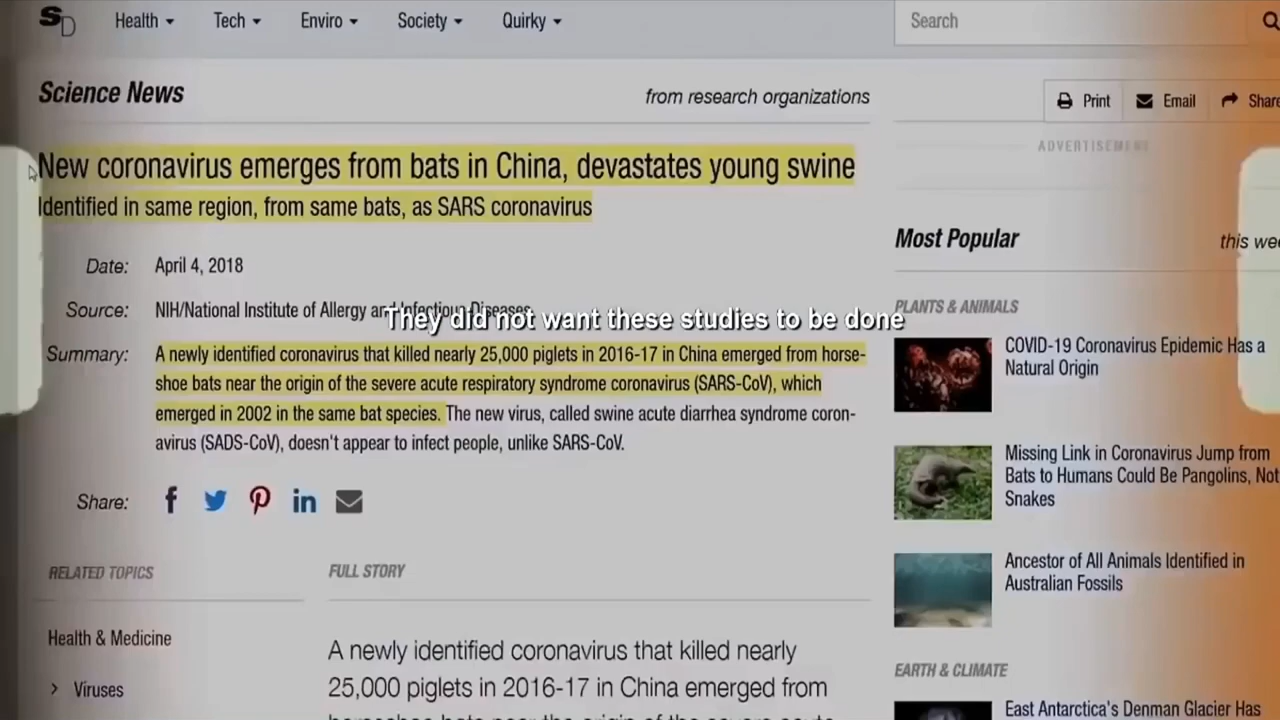 SD
Health
Tech
Enviro
Society
Quirky
Search
Science News
from research organizations
Print
Email
Share
ADVERTISEMENT
New coronavirus emerges from bats in China, devastates young swine
Identified in same region, from same bats, as SARS coronavirus
Date: April 4, 2018
Source: NIH/National Institute of Allergy and Infectious Diseases
They did not want these studies to be done
Summary: A newly identified coronavirus that killed nearly 25,000 piglets in 2016-17 in China emerged from horse-
shoe bats near the origin of the severe acute respiratory syndrome coronavirus (SARS-CoV), which
emerged in 2002 in the same bat species. The new virus, called swine acute diarrhea syndrome coron-
avirus (SADS-CoV), doesn't appear to infect people, unlike SARS-CoV.
Share:
RELATED TOPICS
Health & Medicine
> Viruses
FULL STORY
A newly identified coronavirus that killed nearly
25,000 piglets in 2016-17 in China emerged from
Most Popular
this
PLANTS & ANIMALS
COVID-19 Coronavirus Epidemic Has a
Natural Origin
Missing Link in Coronavirus Jump from
Bats to Humans Could Be Pangolins, Not
Snakes
Ancestor of All Animals Identified in
Australian Fossils
EARTH & CLIMATE
East Antarctica's Denman Glacier Has